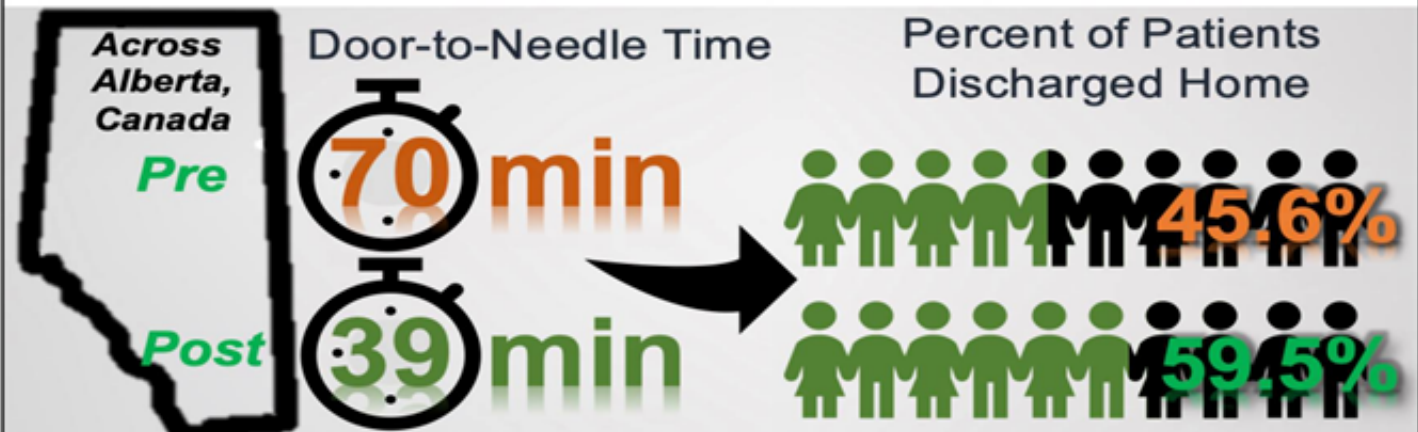 Across
Alberta,
Canada
Door-to-Needle Time
Percent of Patients
Discharged Home
Pre
70 min
45.6%
Post
39 min
59.5%